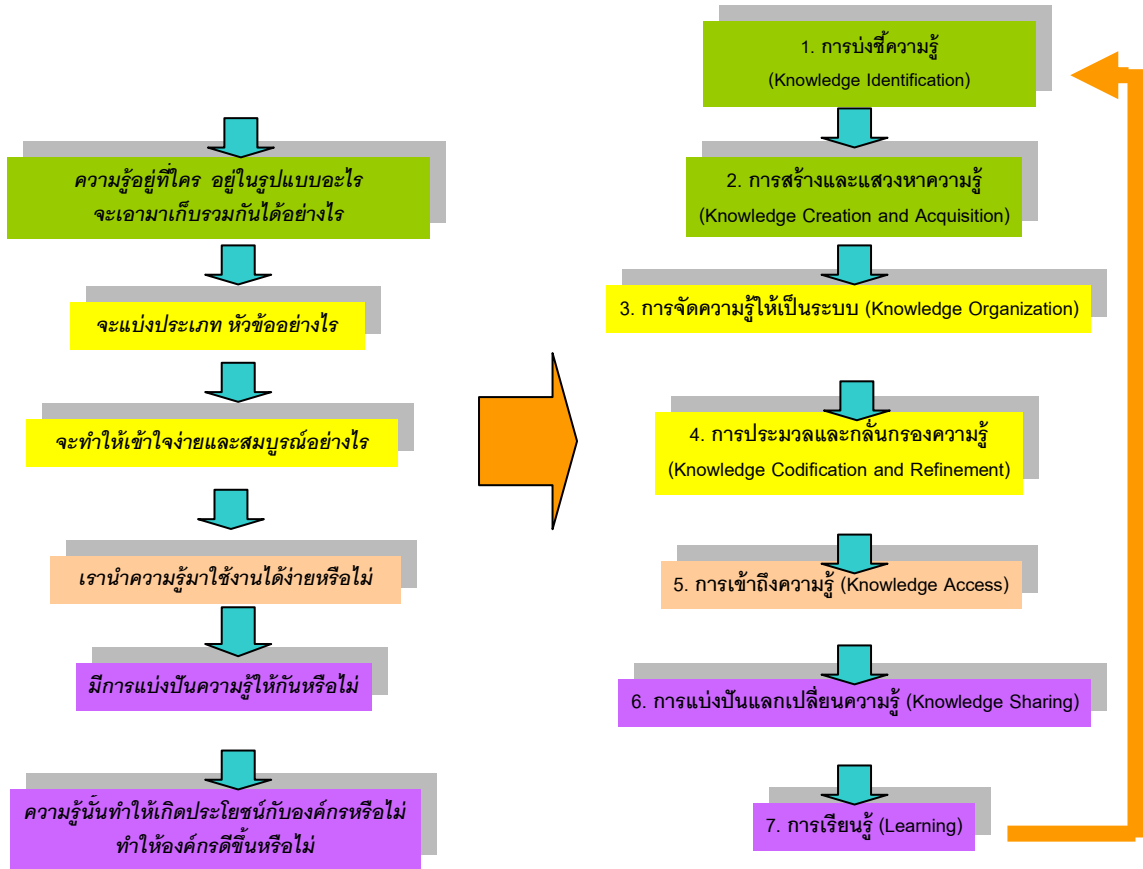 ความรู้อยู่ที่ใคร อยู่ในรูปแบบอะไร
จะเอามาเก็บรวมกันได้อย่างไร
จะแบ่งประเภท หัวข้ออย่างไร
จะทำให้เข้าใจง่ายและสมบูรณ์อย่างไร
เรานำความรู้มาใช้งานได้ง่ายหรือไม่
มีการแบ่งปันความรู้ให้กันหรือไม่
ความรู้นั้นทำให้เกิดประโยชน์กับองค์กรหรือไม่
ทำให้องค์กรดีขึ้นหรือไม่
1. การบ่งชี้ความรู้
(Knowledge Identification)
2. การสร้างและแสวงหาความรู้
(Knowledge Creation and Acquisition)
3. การจัดความรู้ให้เป็นระบบ (Knowledge Organization)
4. การประมวลและกลั่นกรองความรู้
(Knowledge Codification and Refinement)
5. การเข้าถึงความรู้ (Knowledge Access)
6. การแบ่งปันแลกเปลี่ยนความรู้ (Knowledge Sharing)
7. การเรียนรู้ (Learning)